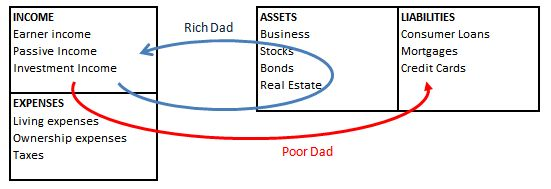 INCOME
Earner income
Passive Income
Investment Income
EXPENSES
Living expenses
Ownership expenses
Taxes
Rich Dad
ASSETS
Business
Stocks
Bonds
Real Estate
LIABILITIES
Consumer Loans
Mortgages
Credit Cards
Poor Dad